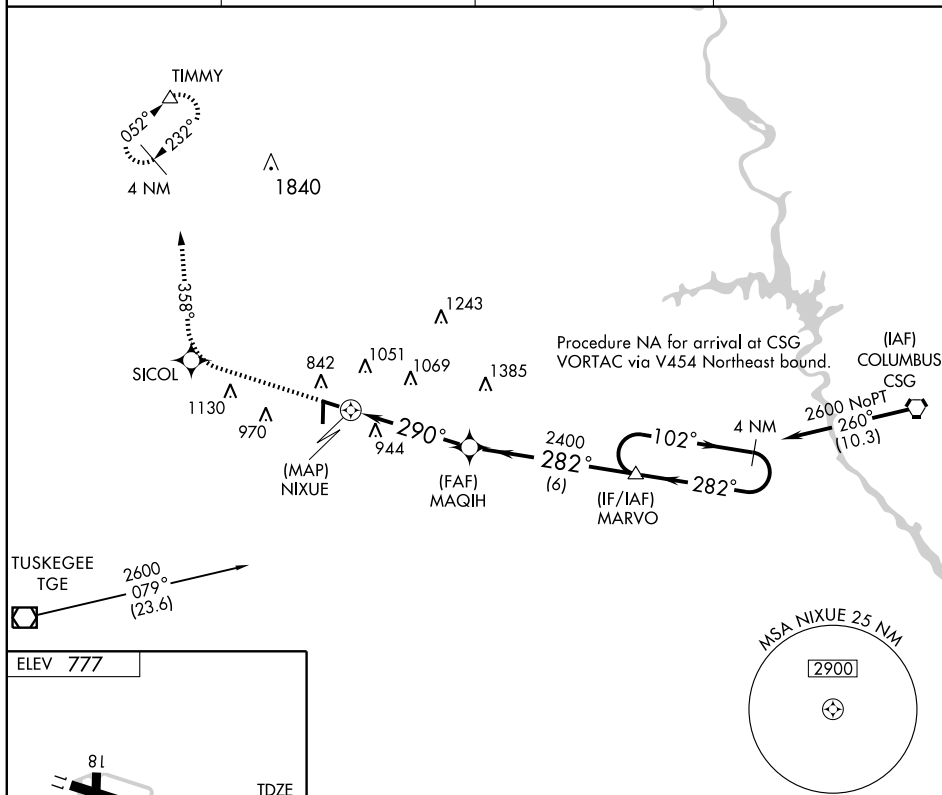 TIMMY
052°
232°
4 NM
1840
358°
SICOL
1243
842
1051
1069
1385
1130
970
944
Procedure NA for arrival at CSG
VORTAC via V454 Northeast bound.
(IAF)
COLUMBUS
CSG
2600 NoPT
260°
(10.3)
4 NM
102°
282°
2400
282°
(6)
290°
(MAP)
NIXUE
(FAF)
MAQIH
(IF/IAF)
MARVO
TUSKEGEE
TGE
2600
079°
(23.6)
MSA NIXUE 25 NM
2900
ELEV 777
18
11
TDZE